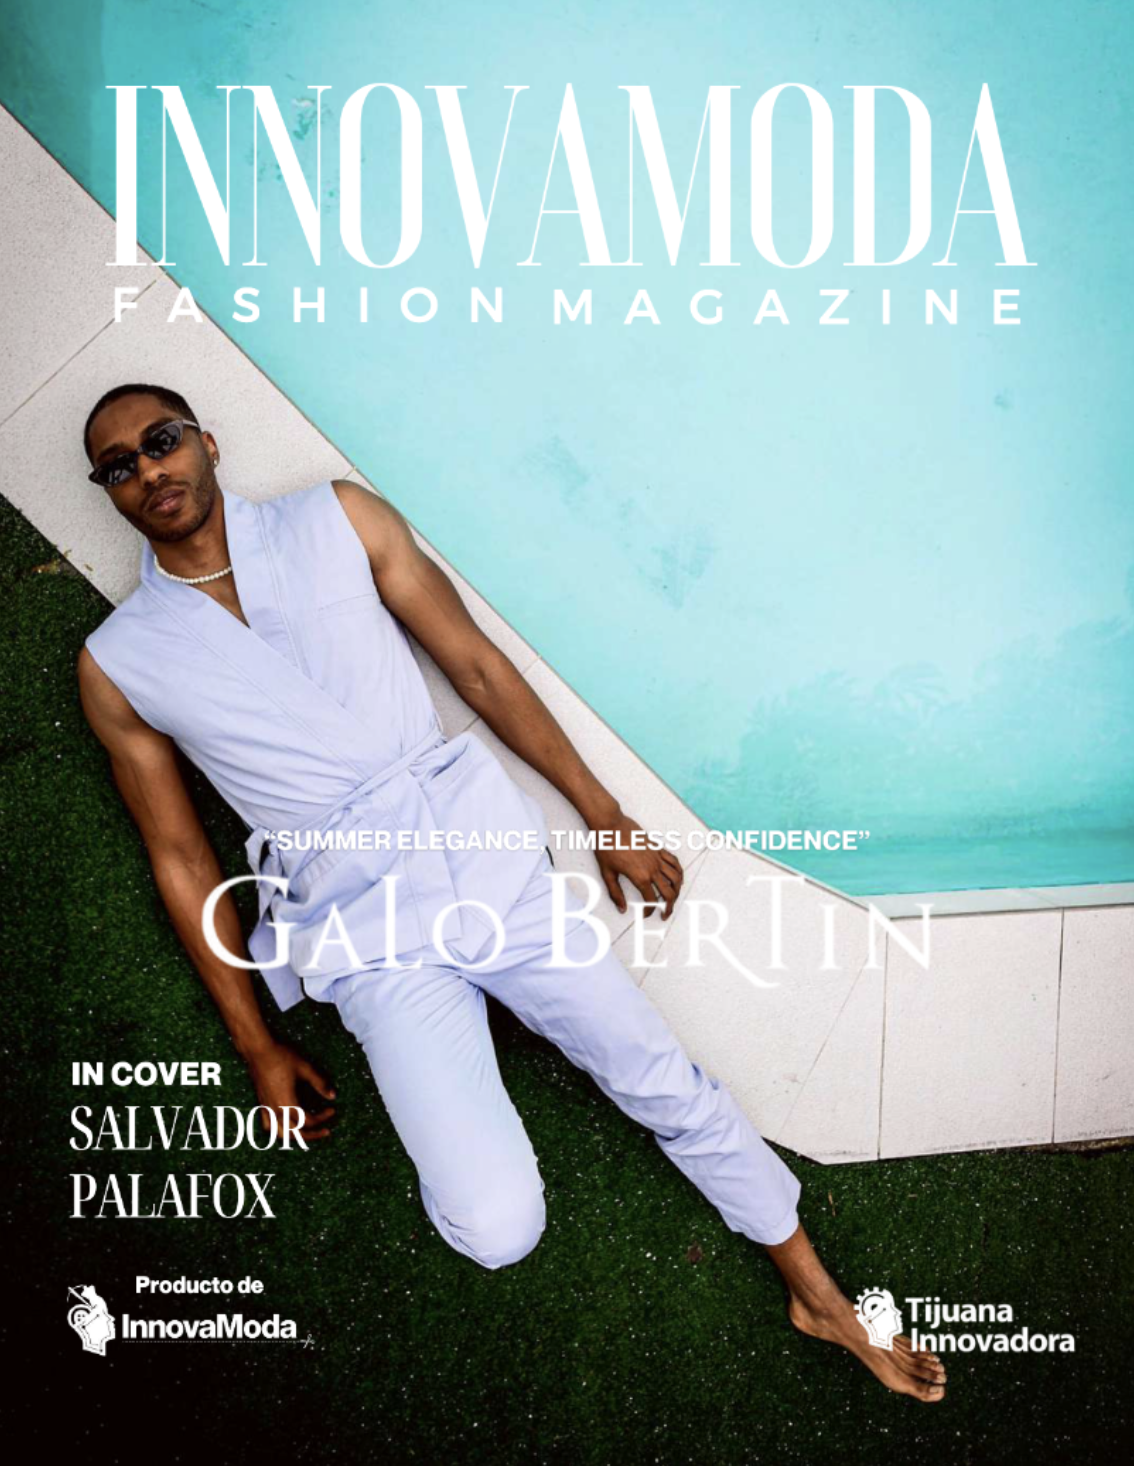 INNOVAMODA
FASHION MAGAZINE
“SUMMER ELEGANCE, TIMELESS CONFIDENCE”
GALO BERTIN
IN COVER
SALVADOR
PALAFOX
Producto de
InnovaModa
Tijuana
Innovadora